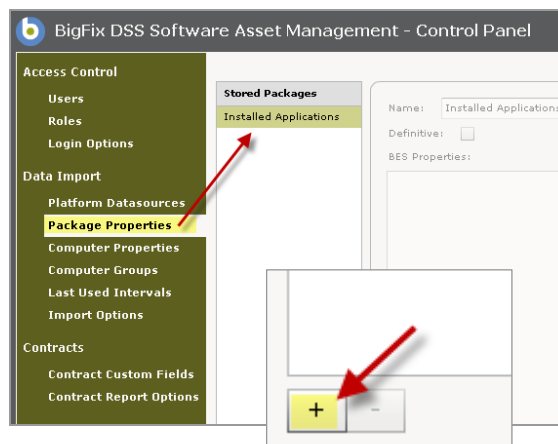 BigFix DSS Software Asset Management - Control Panel
Access Control
Users
Roles
Login Options
Data Import
Platform Datasources
Package Properties
Computer Properties
Computer Groups
Last Used Intervals
Import Options
Contracts
Contract Custom Fields
Contract Report Options
Stored Packages
Installed Applications
Name: Installed Applications
Definitive:
BES Properties:
+ -